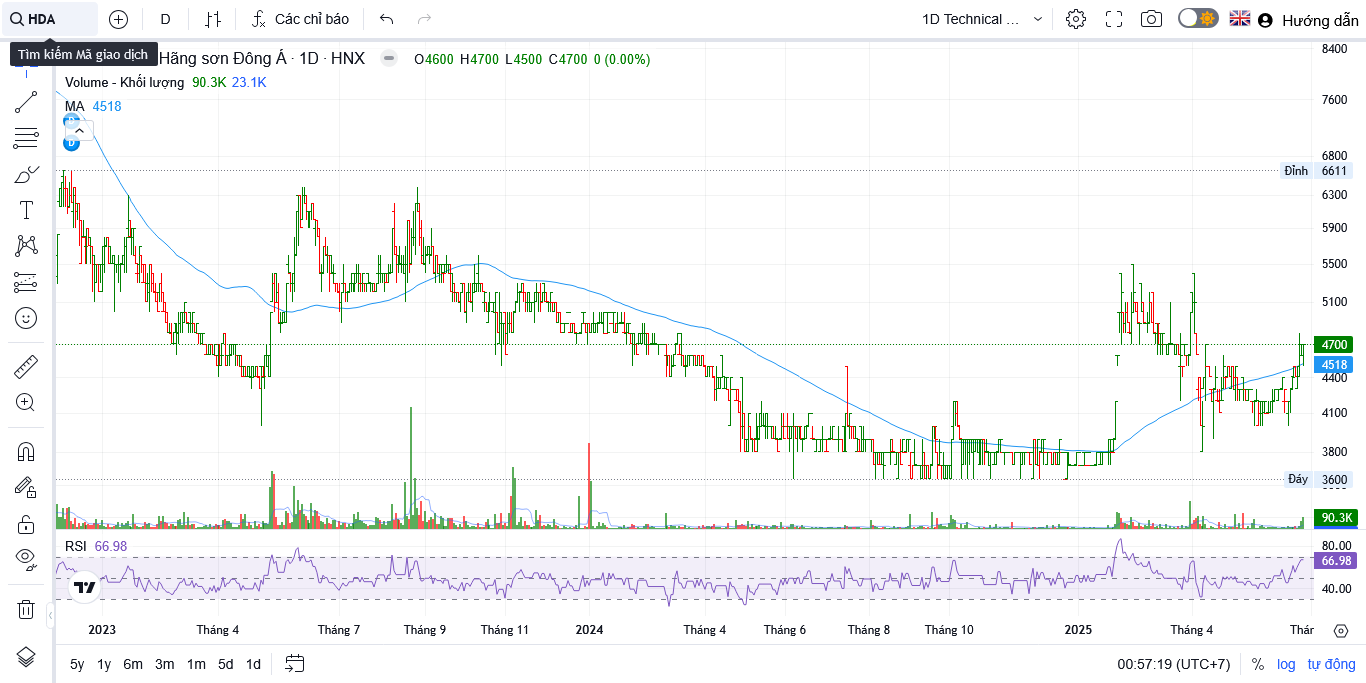 HDA
D
Các chỉ báo
1D Technical ...
Hướng dẫn
Tìm kiếm Mã giao dịch
Hãng sơn Đông Á · 1D · HNX
O4600 H4700 L4500 C4700 0 (0.00%)
Volume - Khối lượng 90.3K 23.1K
MA 4518
D
D
8400
7600
6800
Đỉnh 6611
6300
5900
5500
5100
4700
4518
4400
4100
3800
Đáy 3600
90.3K
RSI 66.98
80.00
66.98
40.00
2023 Tháng 4 Tháng 7 Tháng 9 Tháng 11 2024 Tháng 4 Tháng 6 Tháng 8 Tháng 10 2025 Tháng 4 Thár
5y 1y 6m 3m 1m 5d 1d
00:57:19 (UTC+7) % log tự động